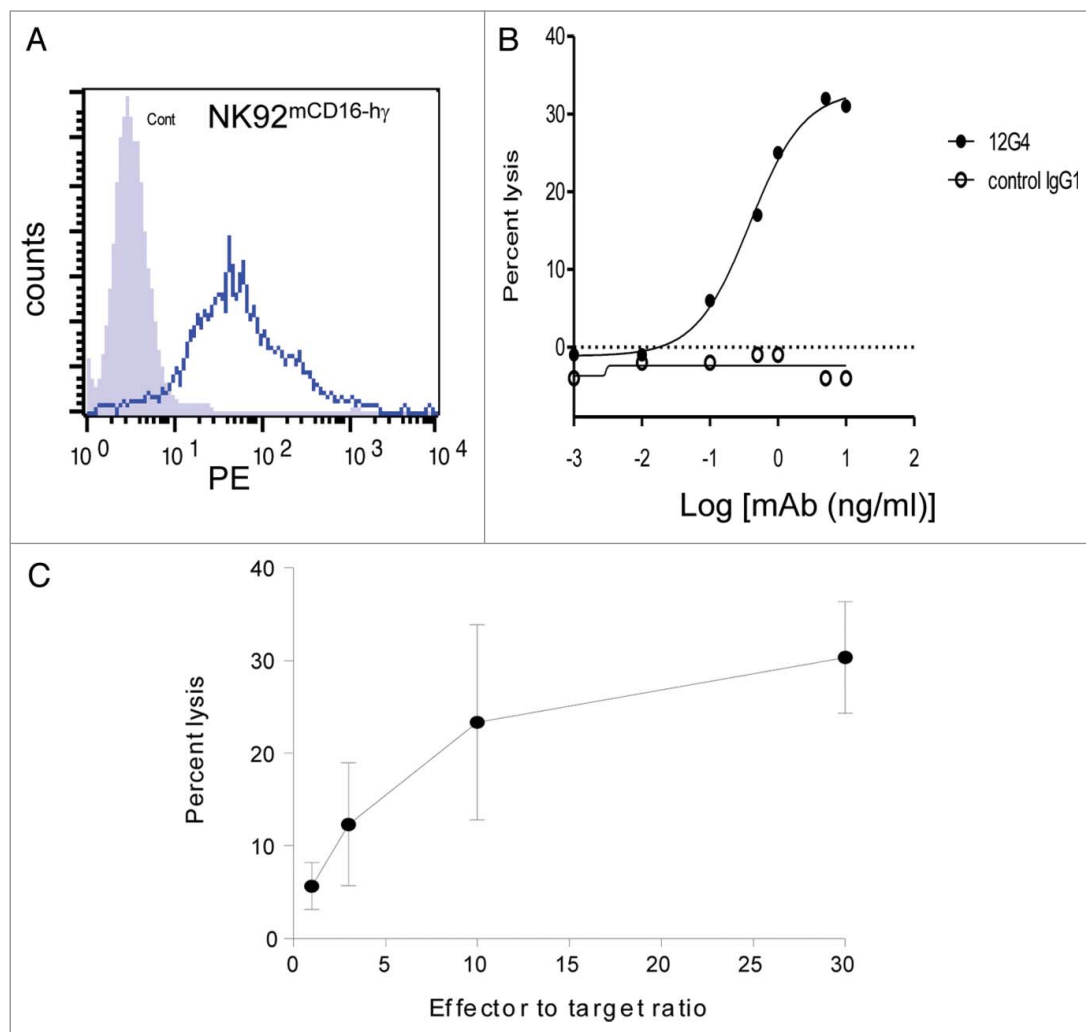 A
Cont
NK92mCD16-hγ
counts
10 0
10 1
10 2
10 3
10 4
PE
B
40
30
20
10
0
Percent lysis
12G4
control IgG1
-3 -2 -1 0 1 2
Log [mAb (ng/ml)]
C
40
30
20
10
0
Percent lysis
0 5 10 15 20 25 30
Effector to target ratio